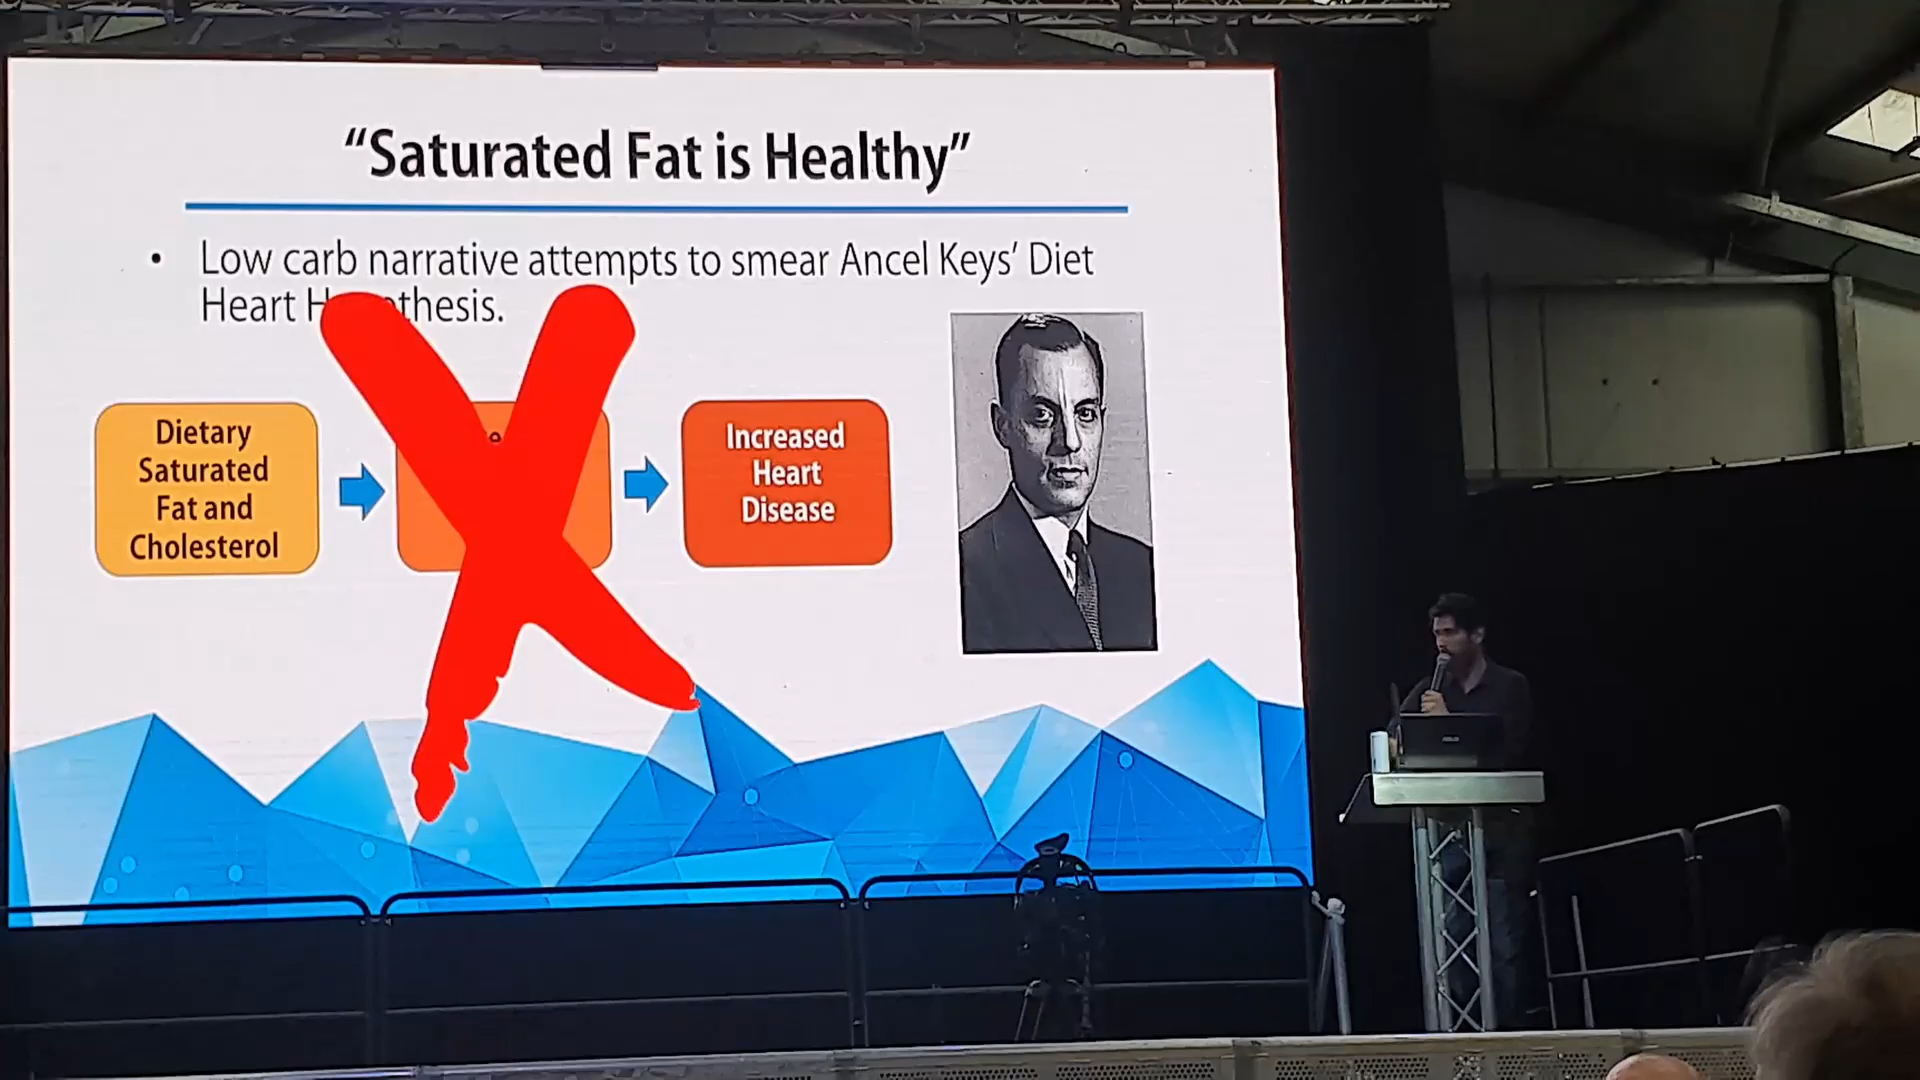 “Saturated Fat is Healthy”
• Low carb narrative attempts to smear Ancel Keys’ Diet
Heart
Dietary
Saturated
Fat and
Cholesterol
Increased
Heart
Disease
ASUS